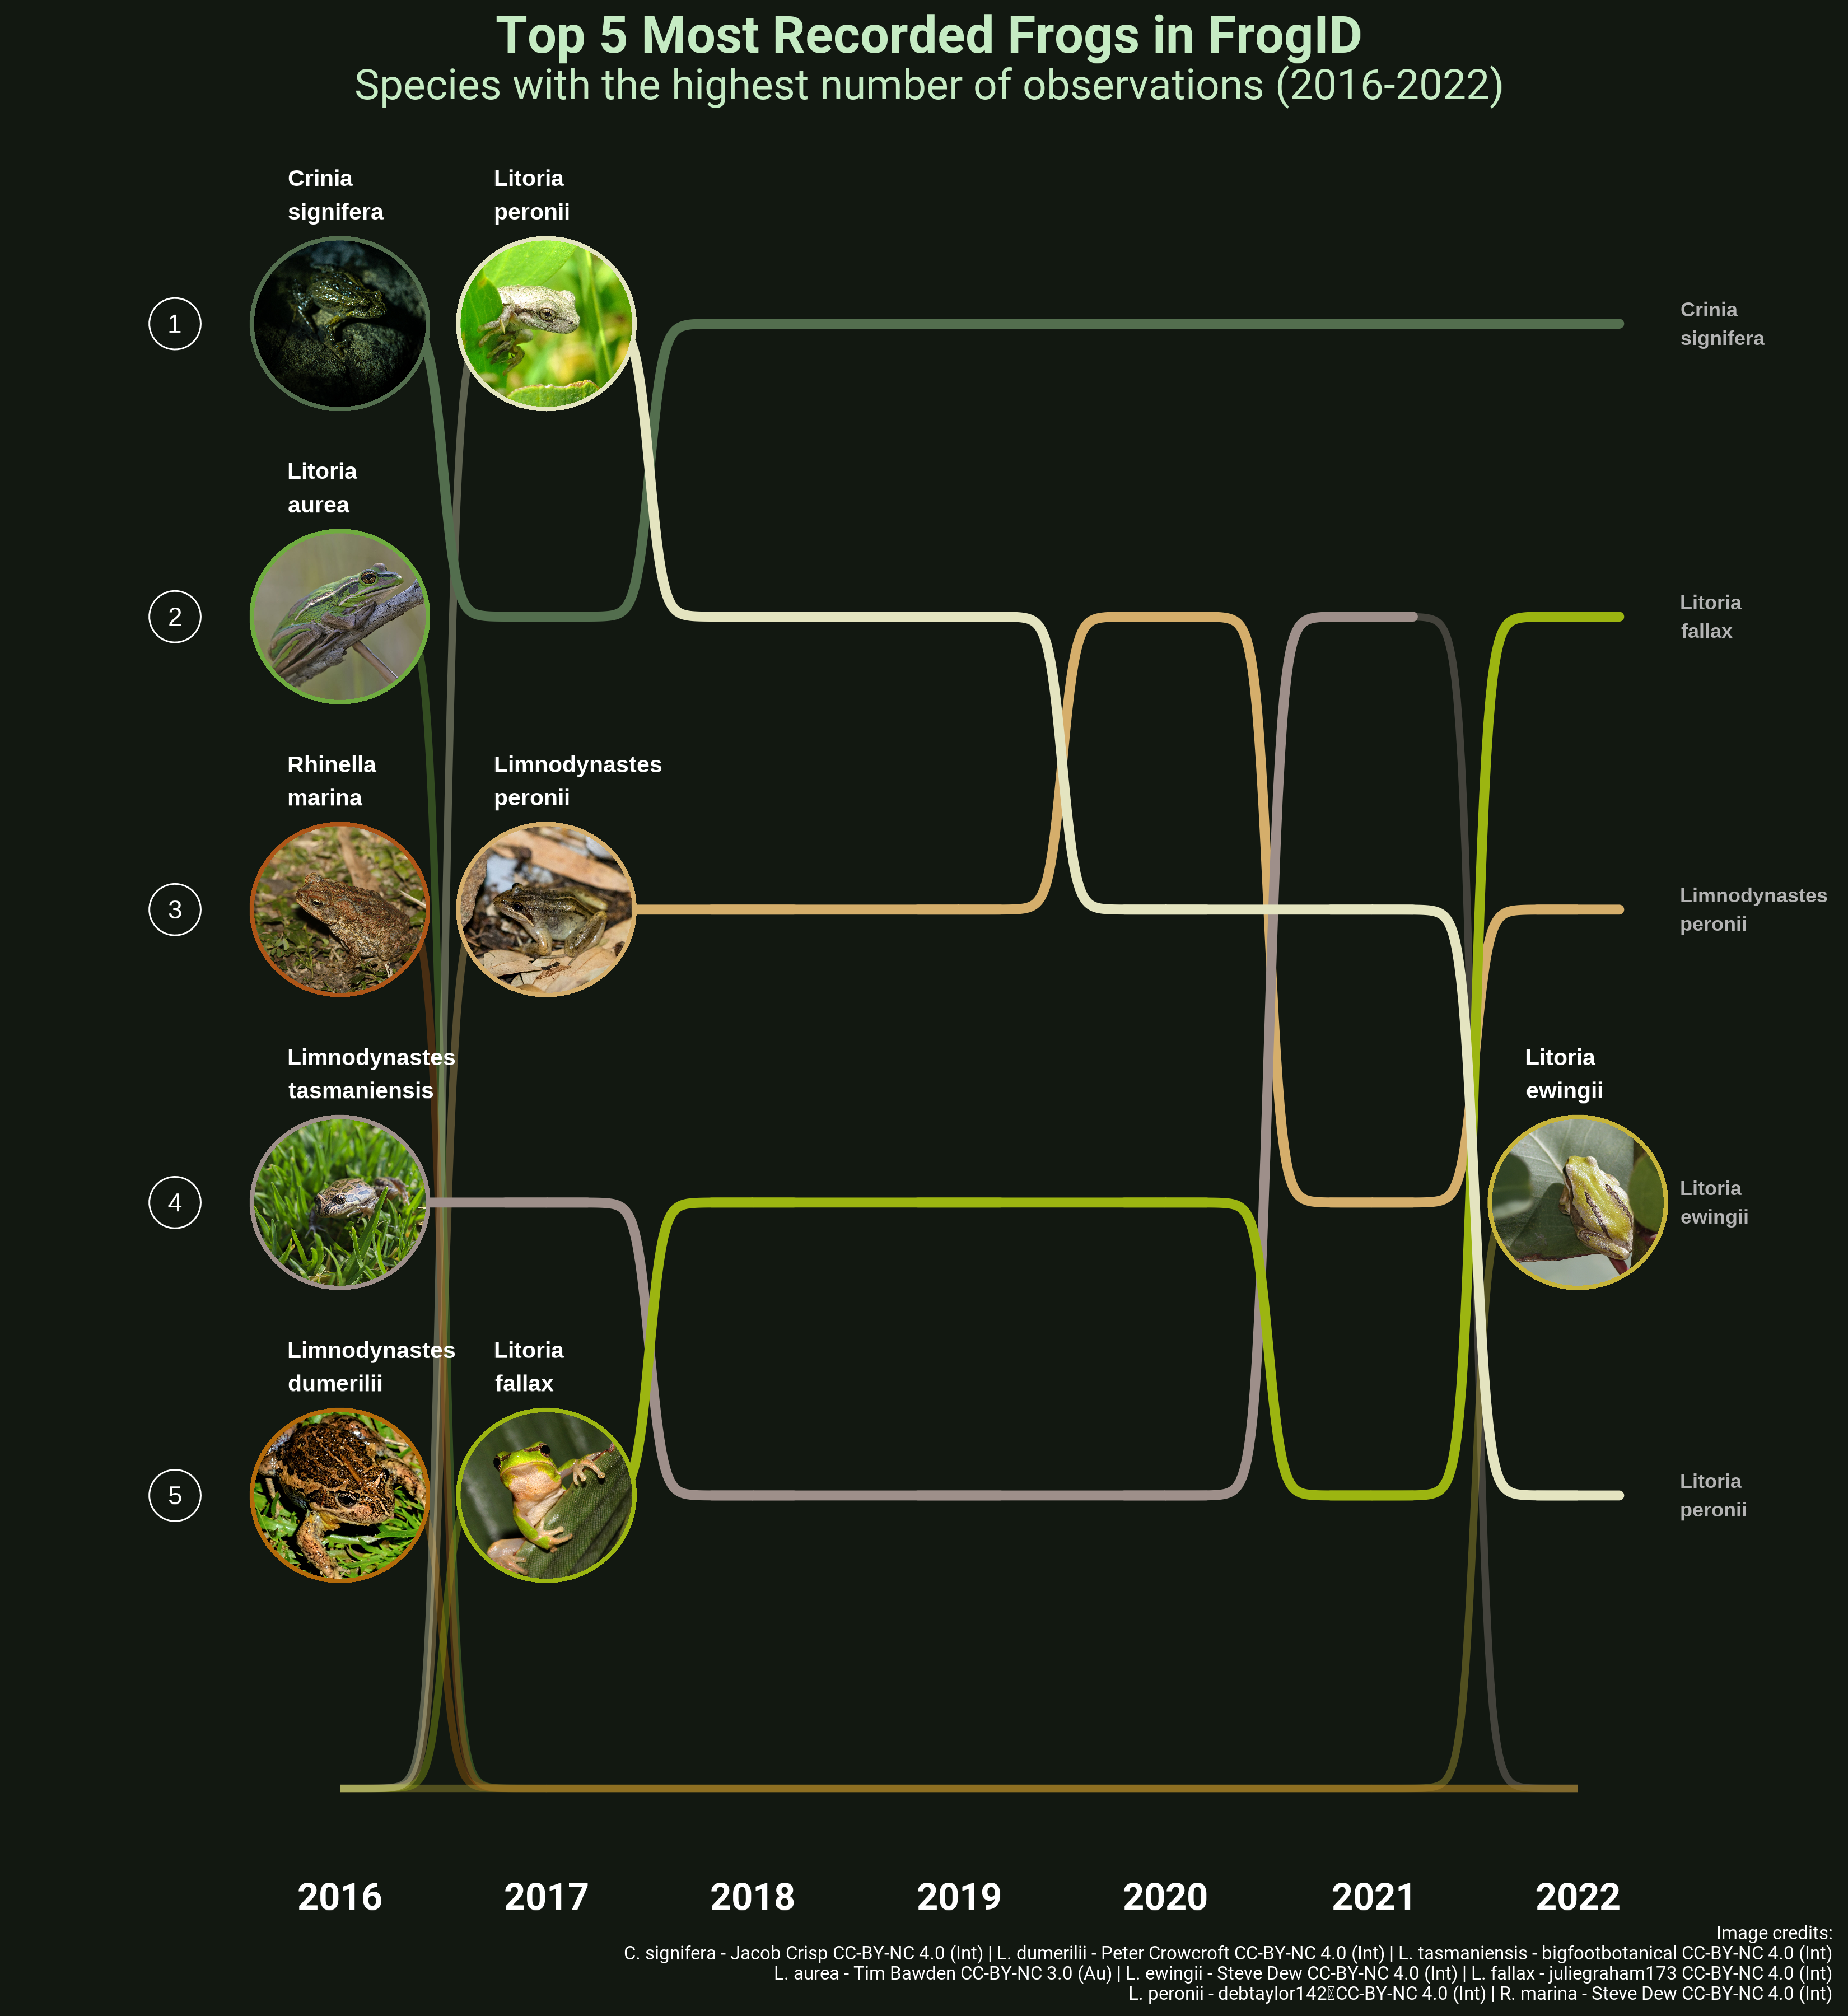 Top 5 Most Recorded Frogs in FrogID
Species with the highest number of observations (2016-2022)
Crinia
signifera
Litoria
peronii
1
Crinia
signifera
Litoria
aurea
2
Litoria
fallax
Rhinella
marina
Limnodynastes
peronii
3
Limnodynastes
peronii
Limnodynastes
tasmaniensis
Litoria
ewingii
4
Litoria
ewingii
Limnodynastes
dumerilii
Litoria
fallax
5
Litoria
peronii
2016 2017 2018 2019 2020 2021 2022
Image credits:
C. signifera - Jacob Crisp CC-BY-NC 4.0 (Int) | L. dumerilii - Peter Crowcroft CC-BY-NC 4.0 (Int) | L. tasmaniensis - bigfootbotanical CC-BY-NC 4.0 (Int)
L. aurea - Tim Bawden CC-BY-NC 3.0 (Au) | L. ewingii - Steve Dew CC-BY-NC 4.0 (Int) | L. fallax - juliegraham173 CC-BY-NC 4.0 (Int)
L. peronii - debtaylor142 CC-BY-NC 4.0 (Int) | R. marina - Steve Dew CC-BY-NC 4.0 (Int)